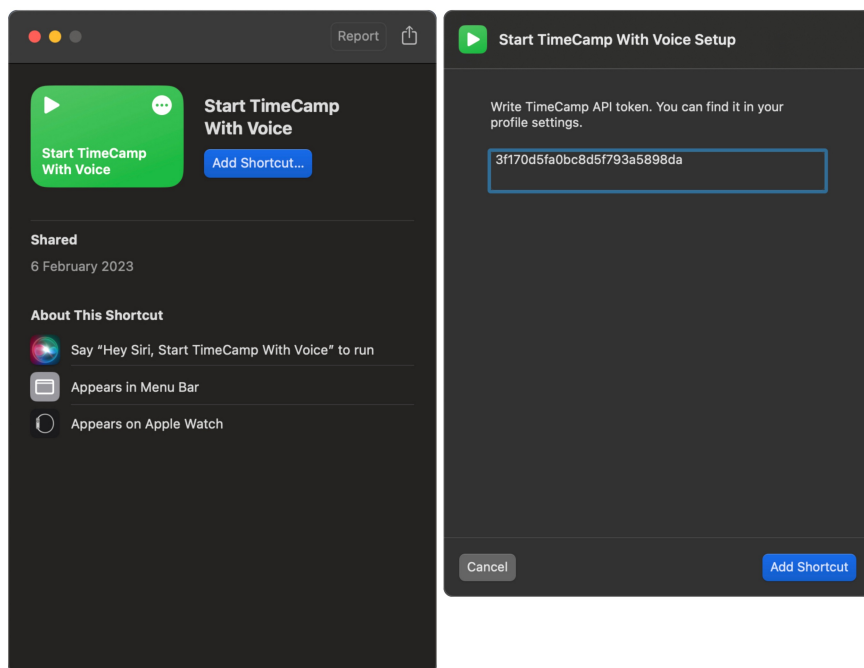 Report
Start TimeCamp
With Voice
Start TimeCamp
With Voice
Add Shortcut...
Shared
6 February 2023
About This Shortcut
Say “Hey Siri, Start TimeCamp With Voice” to run
Appears in Menu Bar
Appears on Apple Watch
Start TimeCamp With Voice Setup
Write TimeCamp API token. You can find it in your
profile settings.
3f170d5fa0bc8d5f793a5898da
Cancel
Add Shortcut